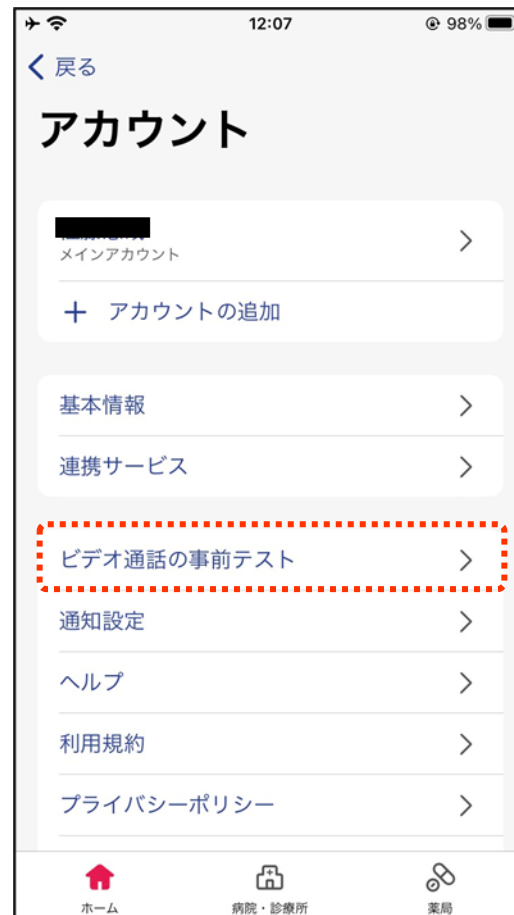 12:07
98%
戻る
アカウント
メインアカウント
アカウントの追加
基本情報
連携サービス
ビデオ通話の事前テスト
通知設定
ヘルプ
利用規約
プライバシーポリシー
ホーム
病院・診療所
薬局